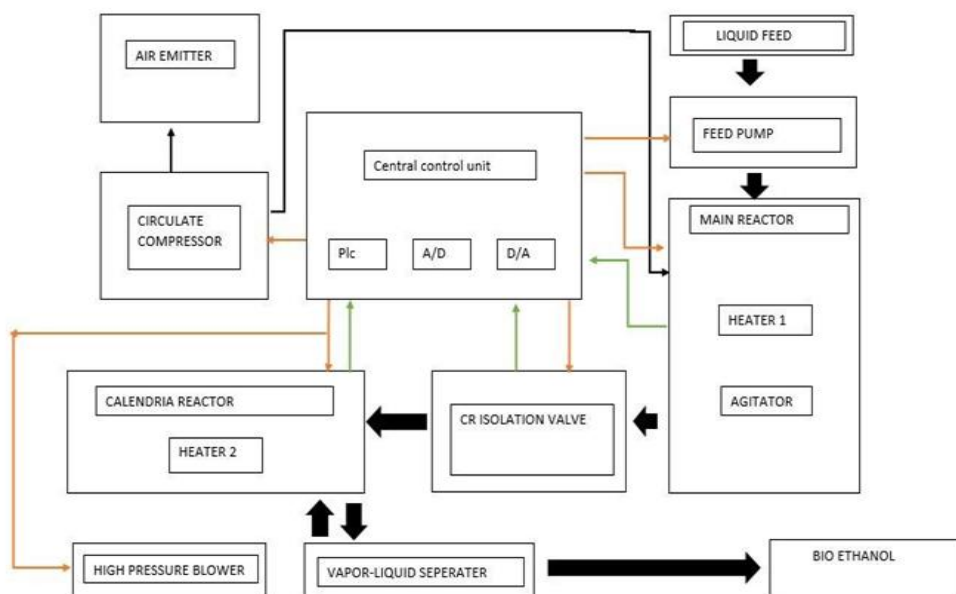 AIR EMITTER
LIQUID FEED
FEED PUMP
Central control unit
CIRCULATE
COMPRESSOR
MAIN REACTOR
Plc
A/D
D/A
HEATER 1
CALENDRIA REACTOR
AGITATOR
CR ISOLATION VALVE
HEATER 2
HIGH PRESSURE BLOWER
VAPOR-LIQUID SEPERATER
BIO ETHANOL